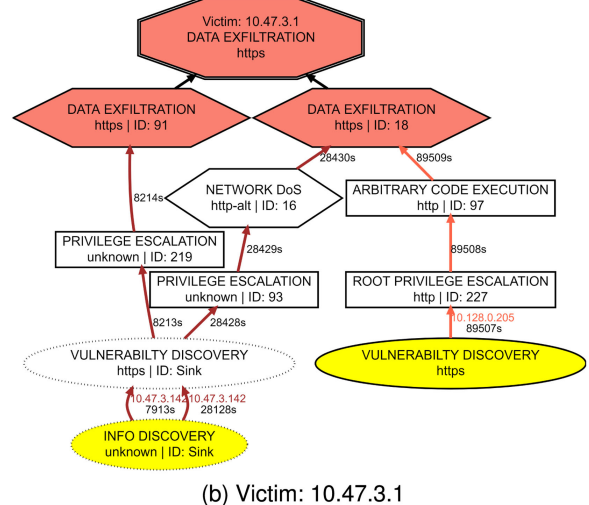 Victim: 10.47.3.1
DATA EXFILTRATION
https
DATA EXFILTRATION
https | ID: 91
DATA EXFILTRATION
https | ID: 18
28430s
89509s
8214s
NETWORK DoS
http-alt | ID: 16
ARBITRARY CODE EXECUTION
http | ID: 97
PRIVILEGE ESCALATION
unknown | ID: 219
28429s
89508s
PRIVILEGE ESCALATION
unknown | ID: 93
ROOT PRIVILEGE ESCALATION
http | ID: 227
8213s
28428s
10.128.0.205
89507s
VULNERABILTY DISCOVERY
https | ID: Sink
VULNERABILTY DISCOVERY
https
10.47.3.142
7913s
10.47.3.142
28128s
INFO DISCOVERY
unknown | ID: Sink
(b) Victim: 10.47.3.1